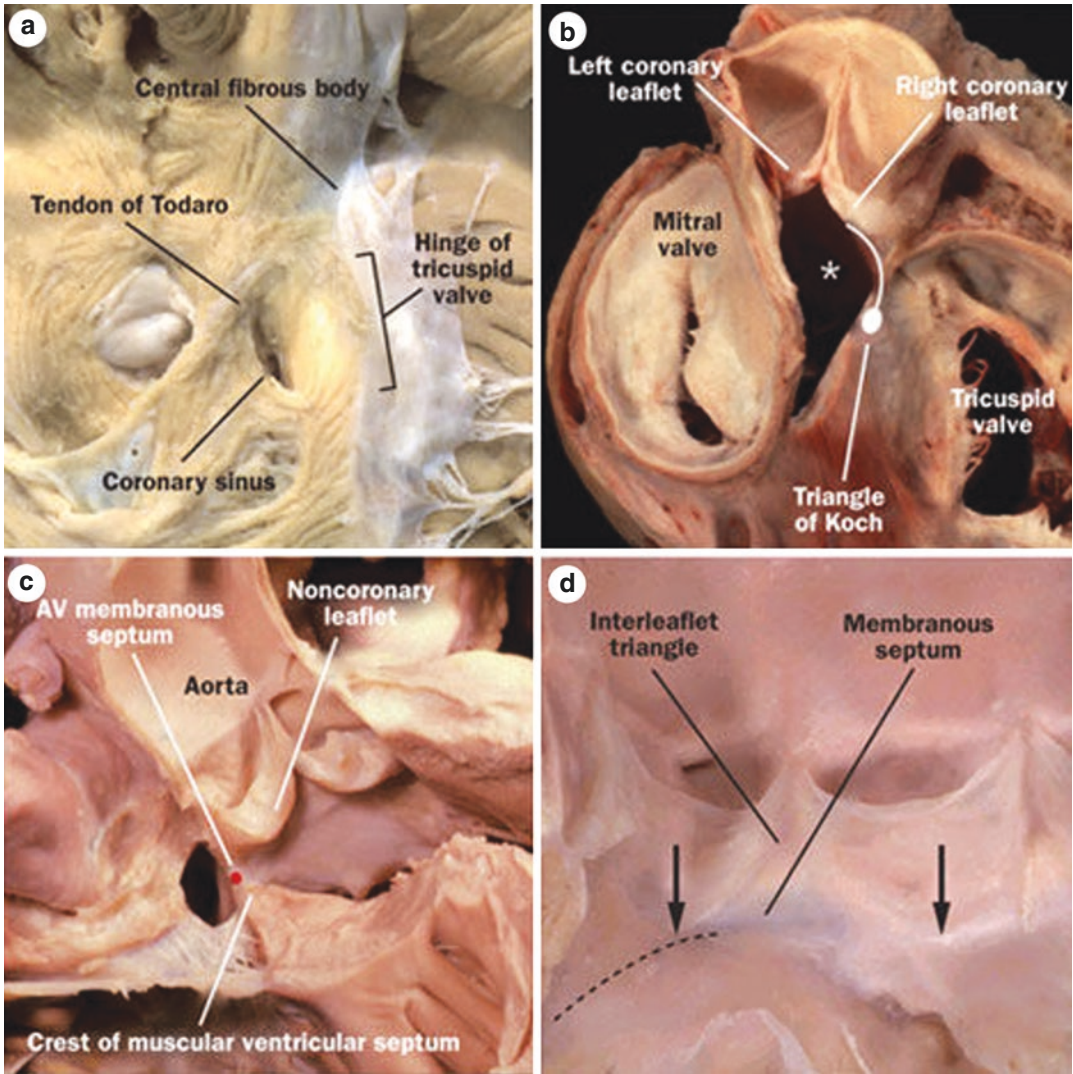 a
Central fibrous body
Tendon of Todaro
Hinge of
tricuspid
valve
Coronary sinus
b
Left coronary
leaflet
Right coronary
leaflet
Mitral
valve
*
Tricuspid
valve
Triangle
of Koch
c
AV membranous
septum
Noncoronary
leaflet
Aorta
Crest of muscular ventricular septum
d
Interleaflet
triangle
Membranous
septum